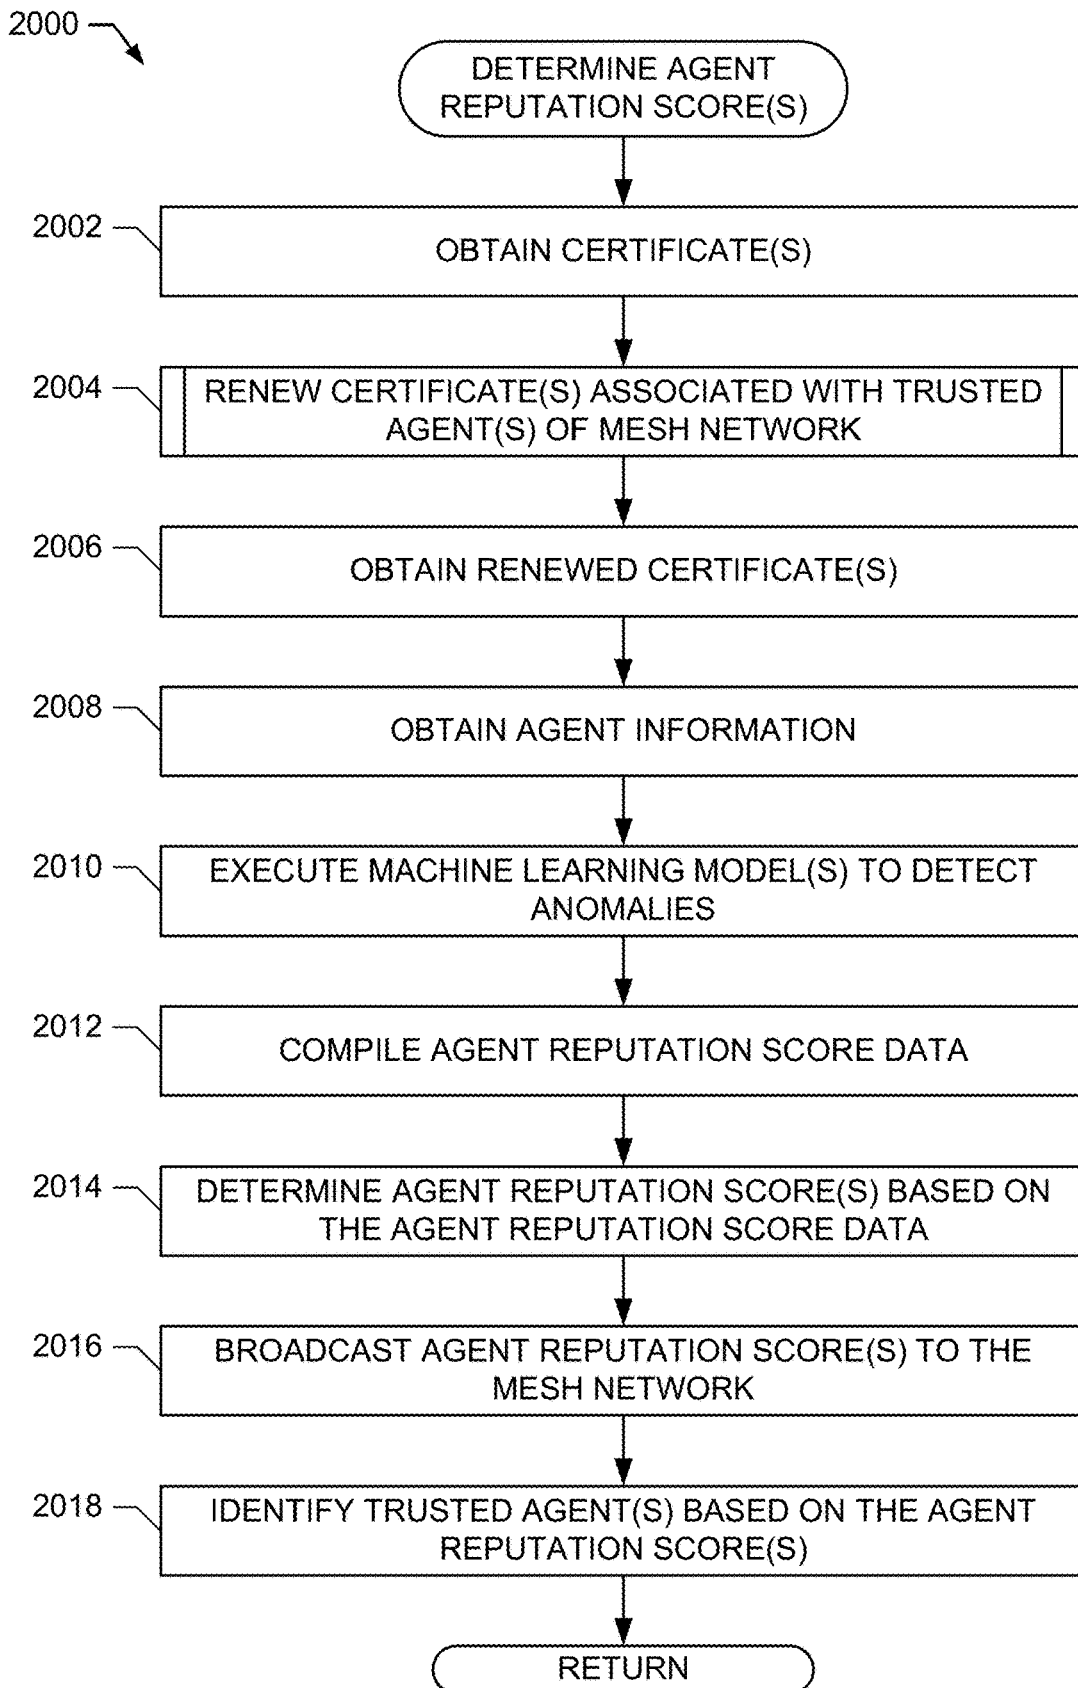 2000
DETERMINE AGENT
REPUTATION SCORE(S)
2002
OBTAIN CERTIFICATE(S)
2004
RENEW CERTIFICATE(S) ASSOCIATED WITH TRUSTED
AGENT(S) OF MESH NETWORK
2006
OBTAIN RENEWED CERTIFICATE(S)
2008
OBTAIN AGENT INFORMATION
2010
EXECUTE MACHINE LEARNING MODEL(S) TO DETECT
ANOMALIES
2012
COMPILE AGENT REPUTATION SCORE DATA
2014
DETERMINE AGENT REPUTATION SCORE(S) BASED ON
THE AGENT REPUTATION SCORE DATA
2016
BROADCAST AGENT REPUTATION SCORE(S) TO THE
MESH NETWORK
2018
IDENTIFY TRUSTED AGENT(S) BASED ON THE AGENT
REPUTATION SCORE(S)
RETURN